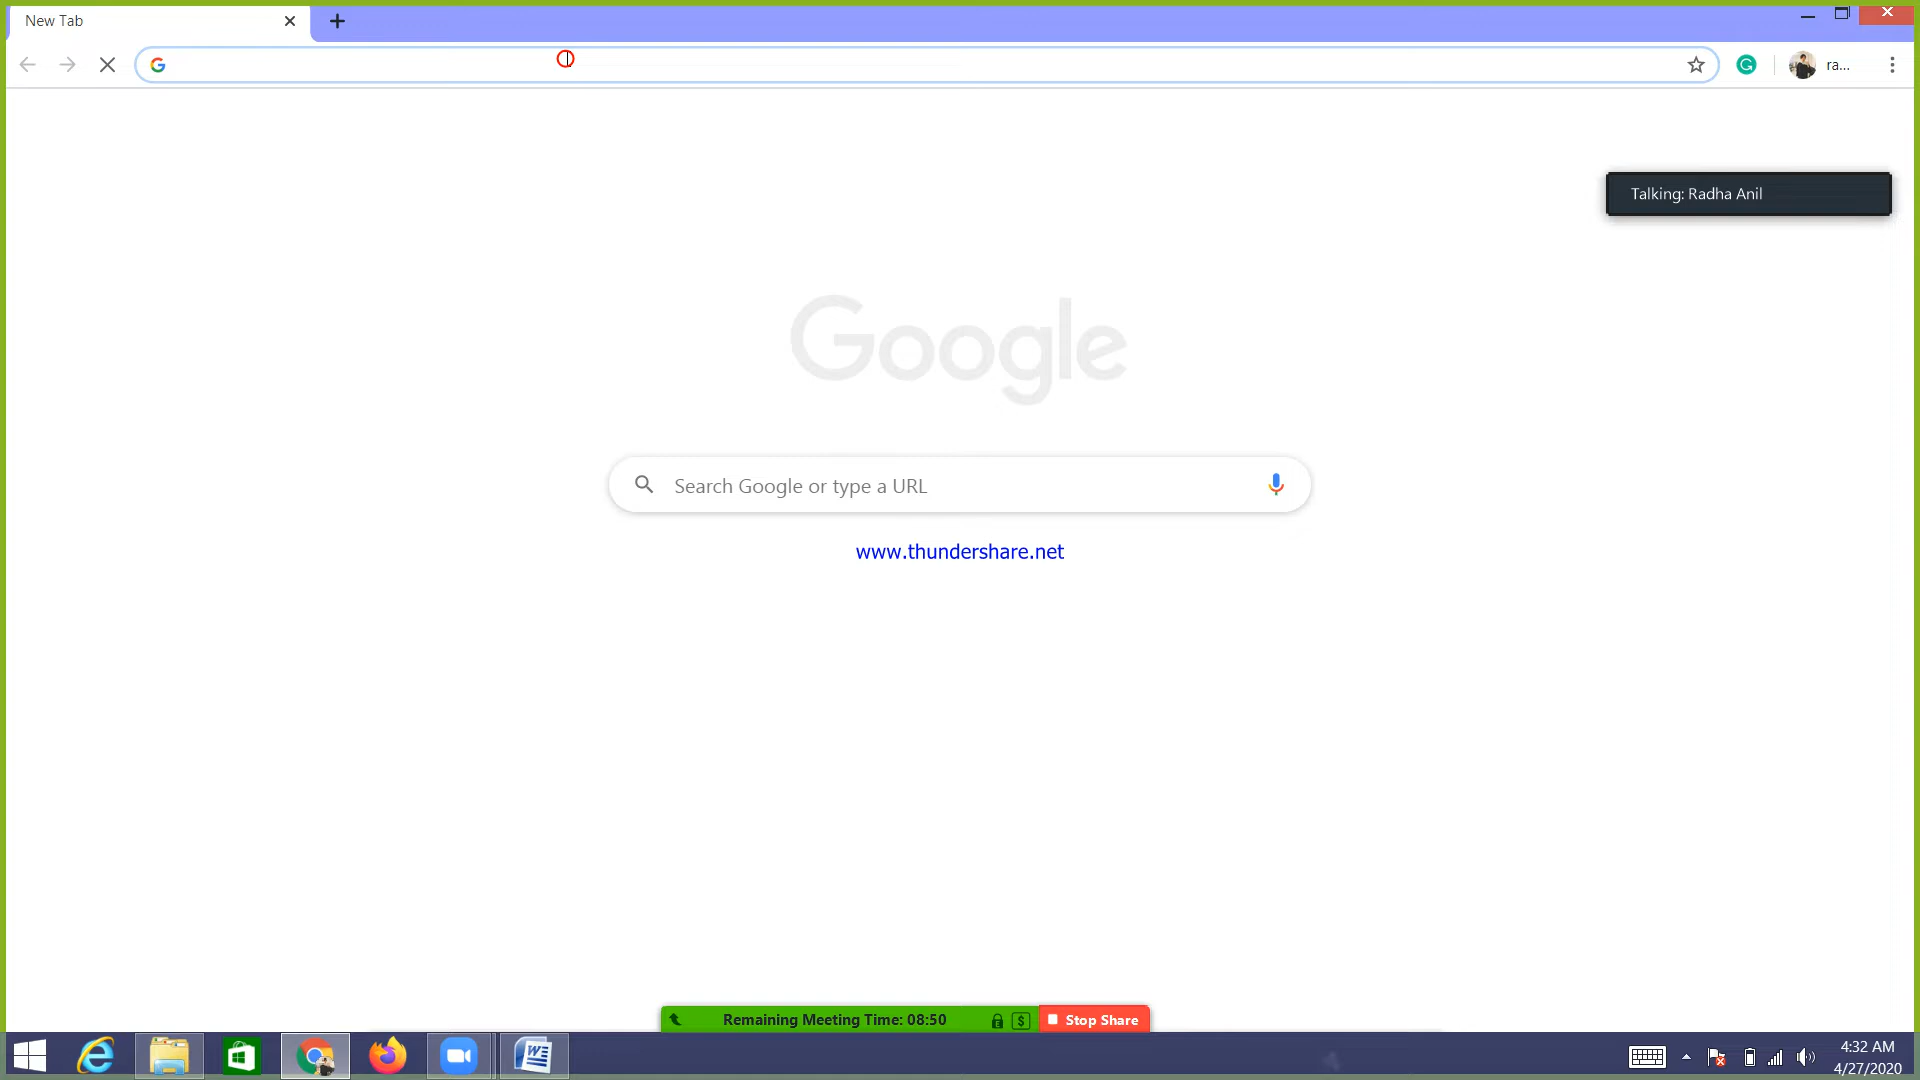 New Tab
ra...
Talking: Radha Anil
Google
Search Google or type a URL
www.thundershare.net
Remaining Meeting Time: 08:50
Stop Share
4:32 AM
4/27/2020